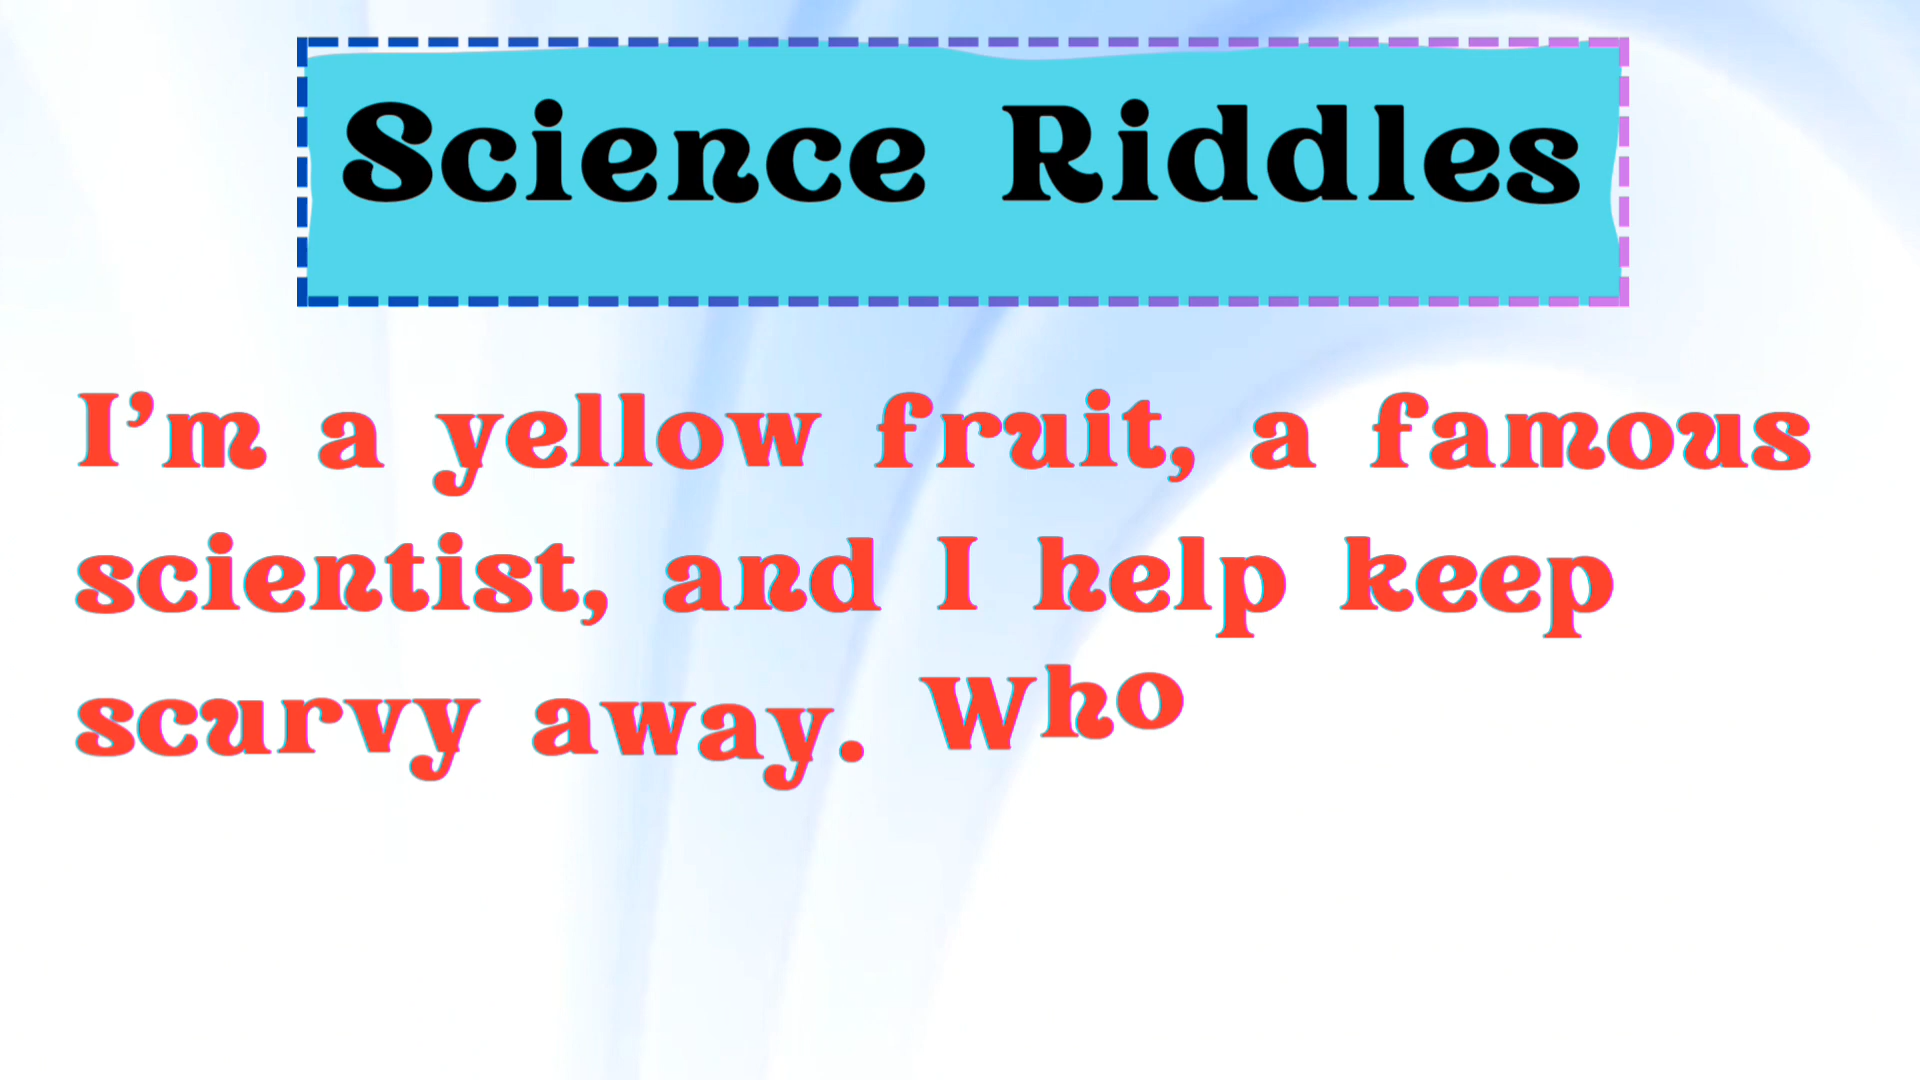 Science Riddles
I’m a yellow fruit, a famous
scientist, and I help keep
scurvy away. Who